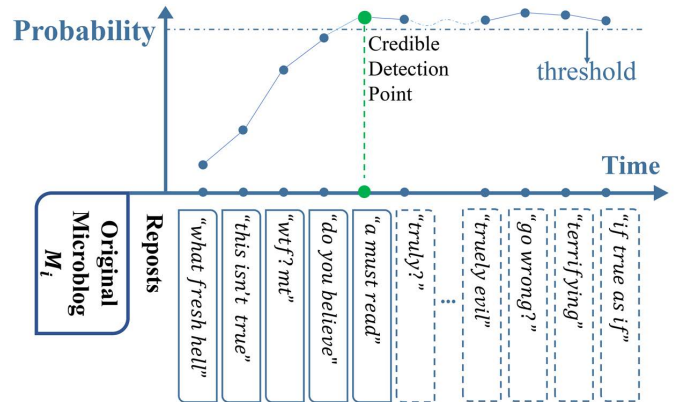 Probability
Credible
Detection
Point
threshold
Time
Original
Microblog
M_i
Reposts
"what fresh hell"
"this isn't true"
"wtf? mt"
"do you believe"
"a must read"
"truly?"
...
"truely evil"
"go wrong?"
"terrifying"
"if true as if"